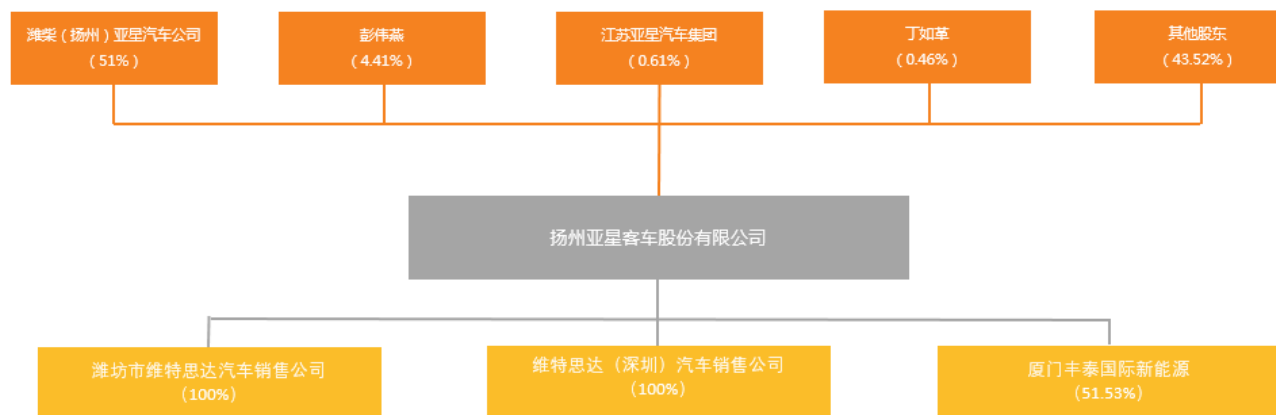 潍柴（扬州）亚星汽车公司
（51%）
彭伟燕
（4.41%）
江苏亚星汽车集团
（0.61%）
丁如革
（0.46%）
其他股东
（43.52%）
扬州亚星客车股份有限公司
潍坊市维特思达汽车销售公司
（100%）
维特思达（深圳）汽车销售公司
（100%）
厦门丰泰国际新能源
（51.53%）